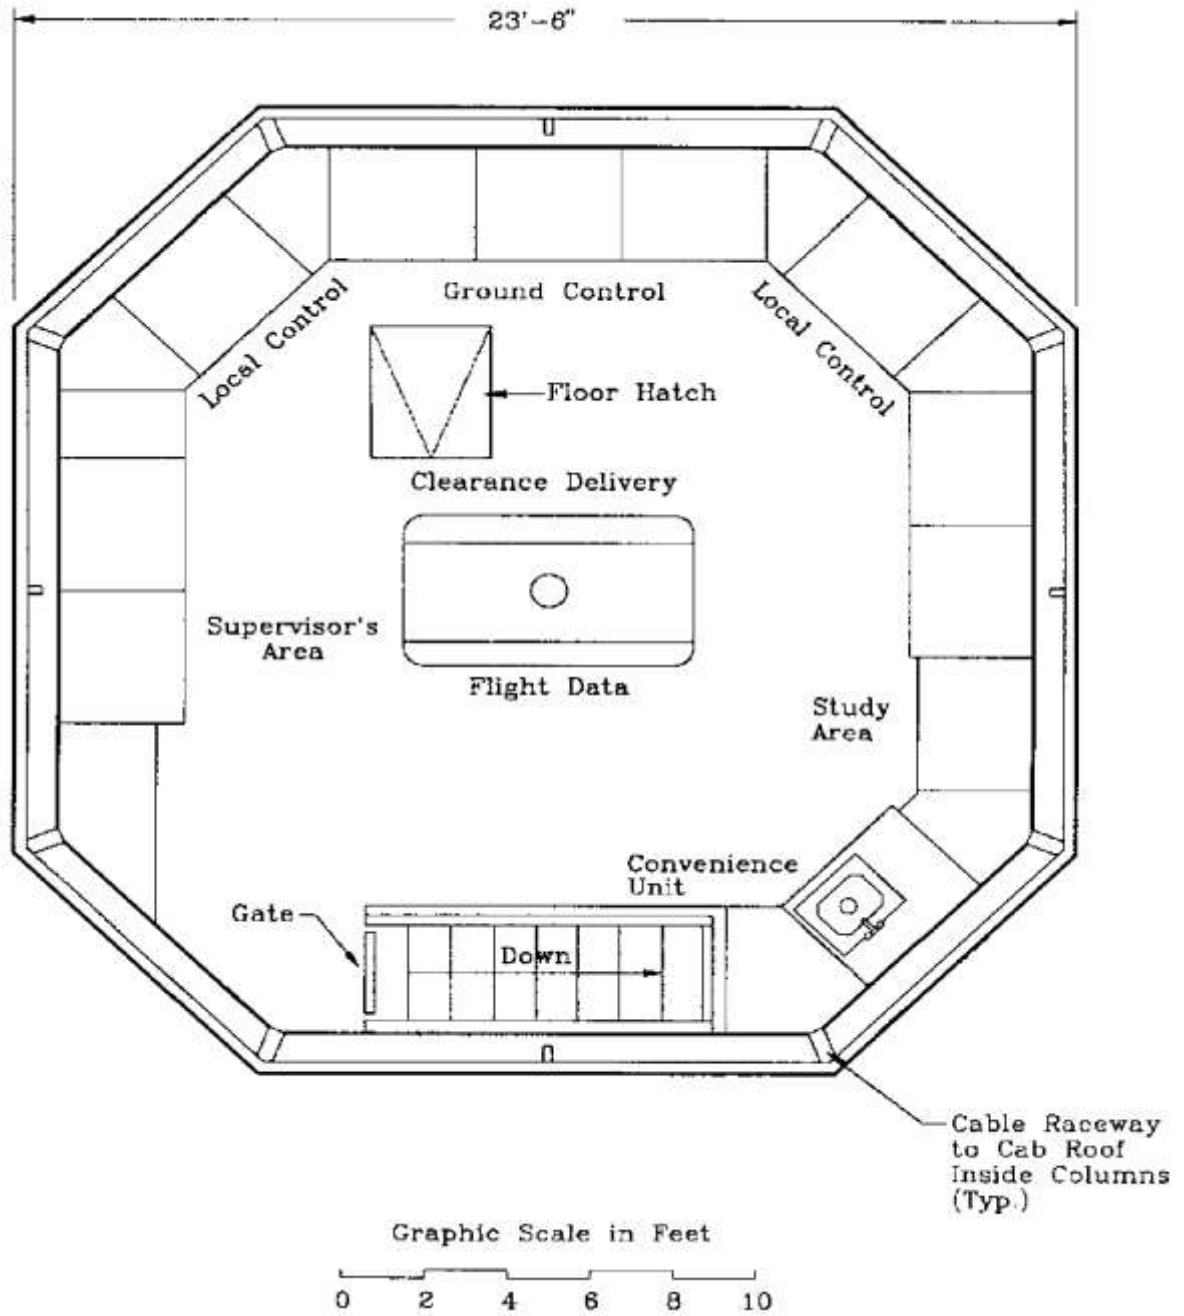 23'-6"
Ground Control
Local Control
Local Control
Floor Hatch
Clearance Delivery
Supervisor's
Area
Flight Data
Study
Area
Convenience
Unit
Gate
Down
Cable Raceway
to Cab Roof
Inside Columns
(Typ.)
Graphic Scale in Feet
0 2 4 6 8 10